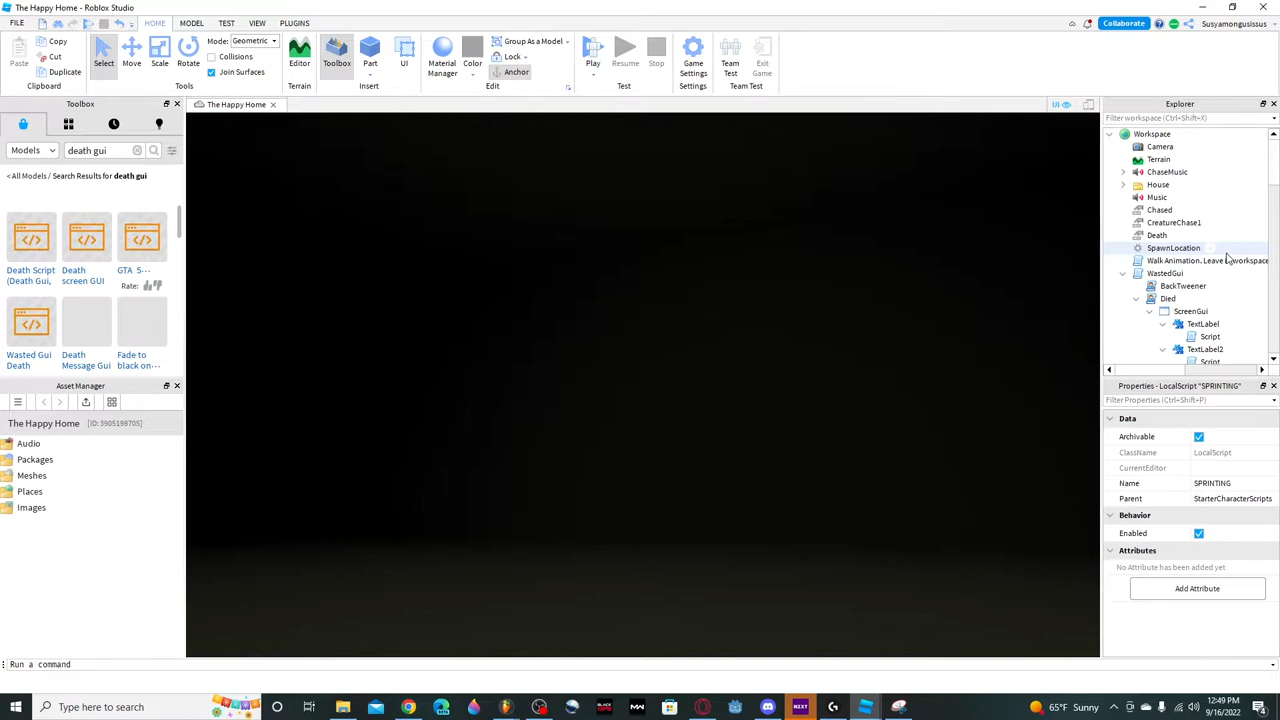 The Happy Home - Roblox Studio
FILE
HOME
MODEL
TEST
VIEW
PLUGINS
Collaborate
Susyamongusissus
Paste
Copy
Cut
Duplicate
Clipboard
Select
Move
Scale
Rotate
Mode: Geometric
Collisions
Join Surfaces
Tools
Editor
Terrain
Toolbox
Part
UI
Insert
Material Manager
Color
Group As a Model
Lock
Anchor
Edit
Play
Resume
Stop
Test
Game Settings
Settings
Team Test
Exit Game
Team Test
Toolbox
Models
death gui
< All Models / Search Results for death gui
Death Script (Death Gui,
Death screen GUI
GTA 5...
Rate:
Wasted Gui Death
Death Message Gui
Fade to black on...
Asset Manager
The Happy Home [ID: 3905198705]
Audio
Packages
Meshes
Places
Images
The Happy Home
UI
Explorer
Filter workspace (Ctrl+Shift+X)
Workspace
Camera
Terrain
ChaseMusic
House
Music
Chased
CreatureChase1
Death
SpawnLocation
Walk Animation. Leave
workspace
WastedGui
BackTweener
Died
ScreenGui
TextLabel
Script
TextLabel2
Script
Properties - LocalScript "SPRINTING"
Filter Properties (Ctrl+Shift+P)
Data
Archivable
ClassName LocalScript
CurrentEditor
Name SPRINTING
Parent StarterCharacterScripts
Behavior
Enabled
Attributes
No Attribute has been added yet
Add Attribute
Run a command
Type here to search
BLACK OPS
MW
NZXT
65°F Sunny
12:49 PM
9/16/2022